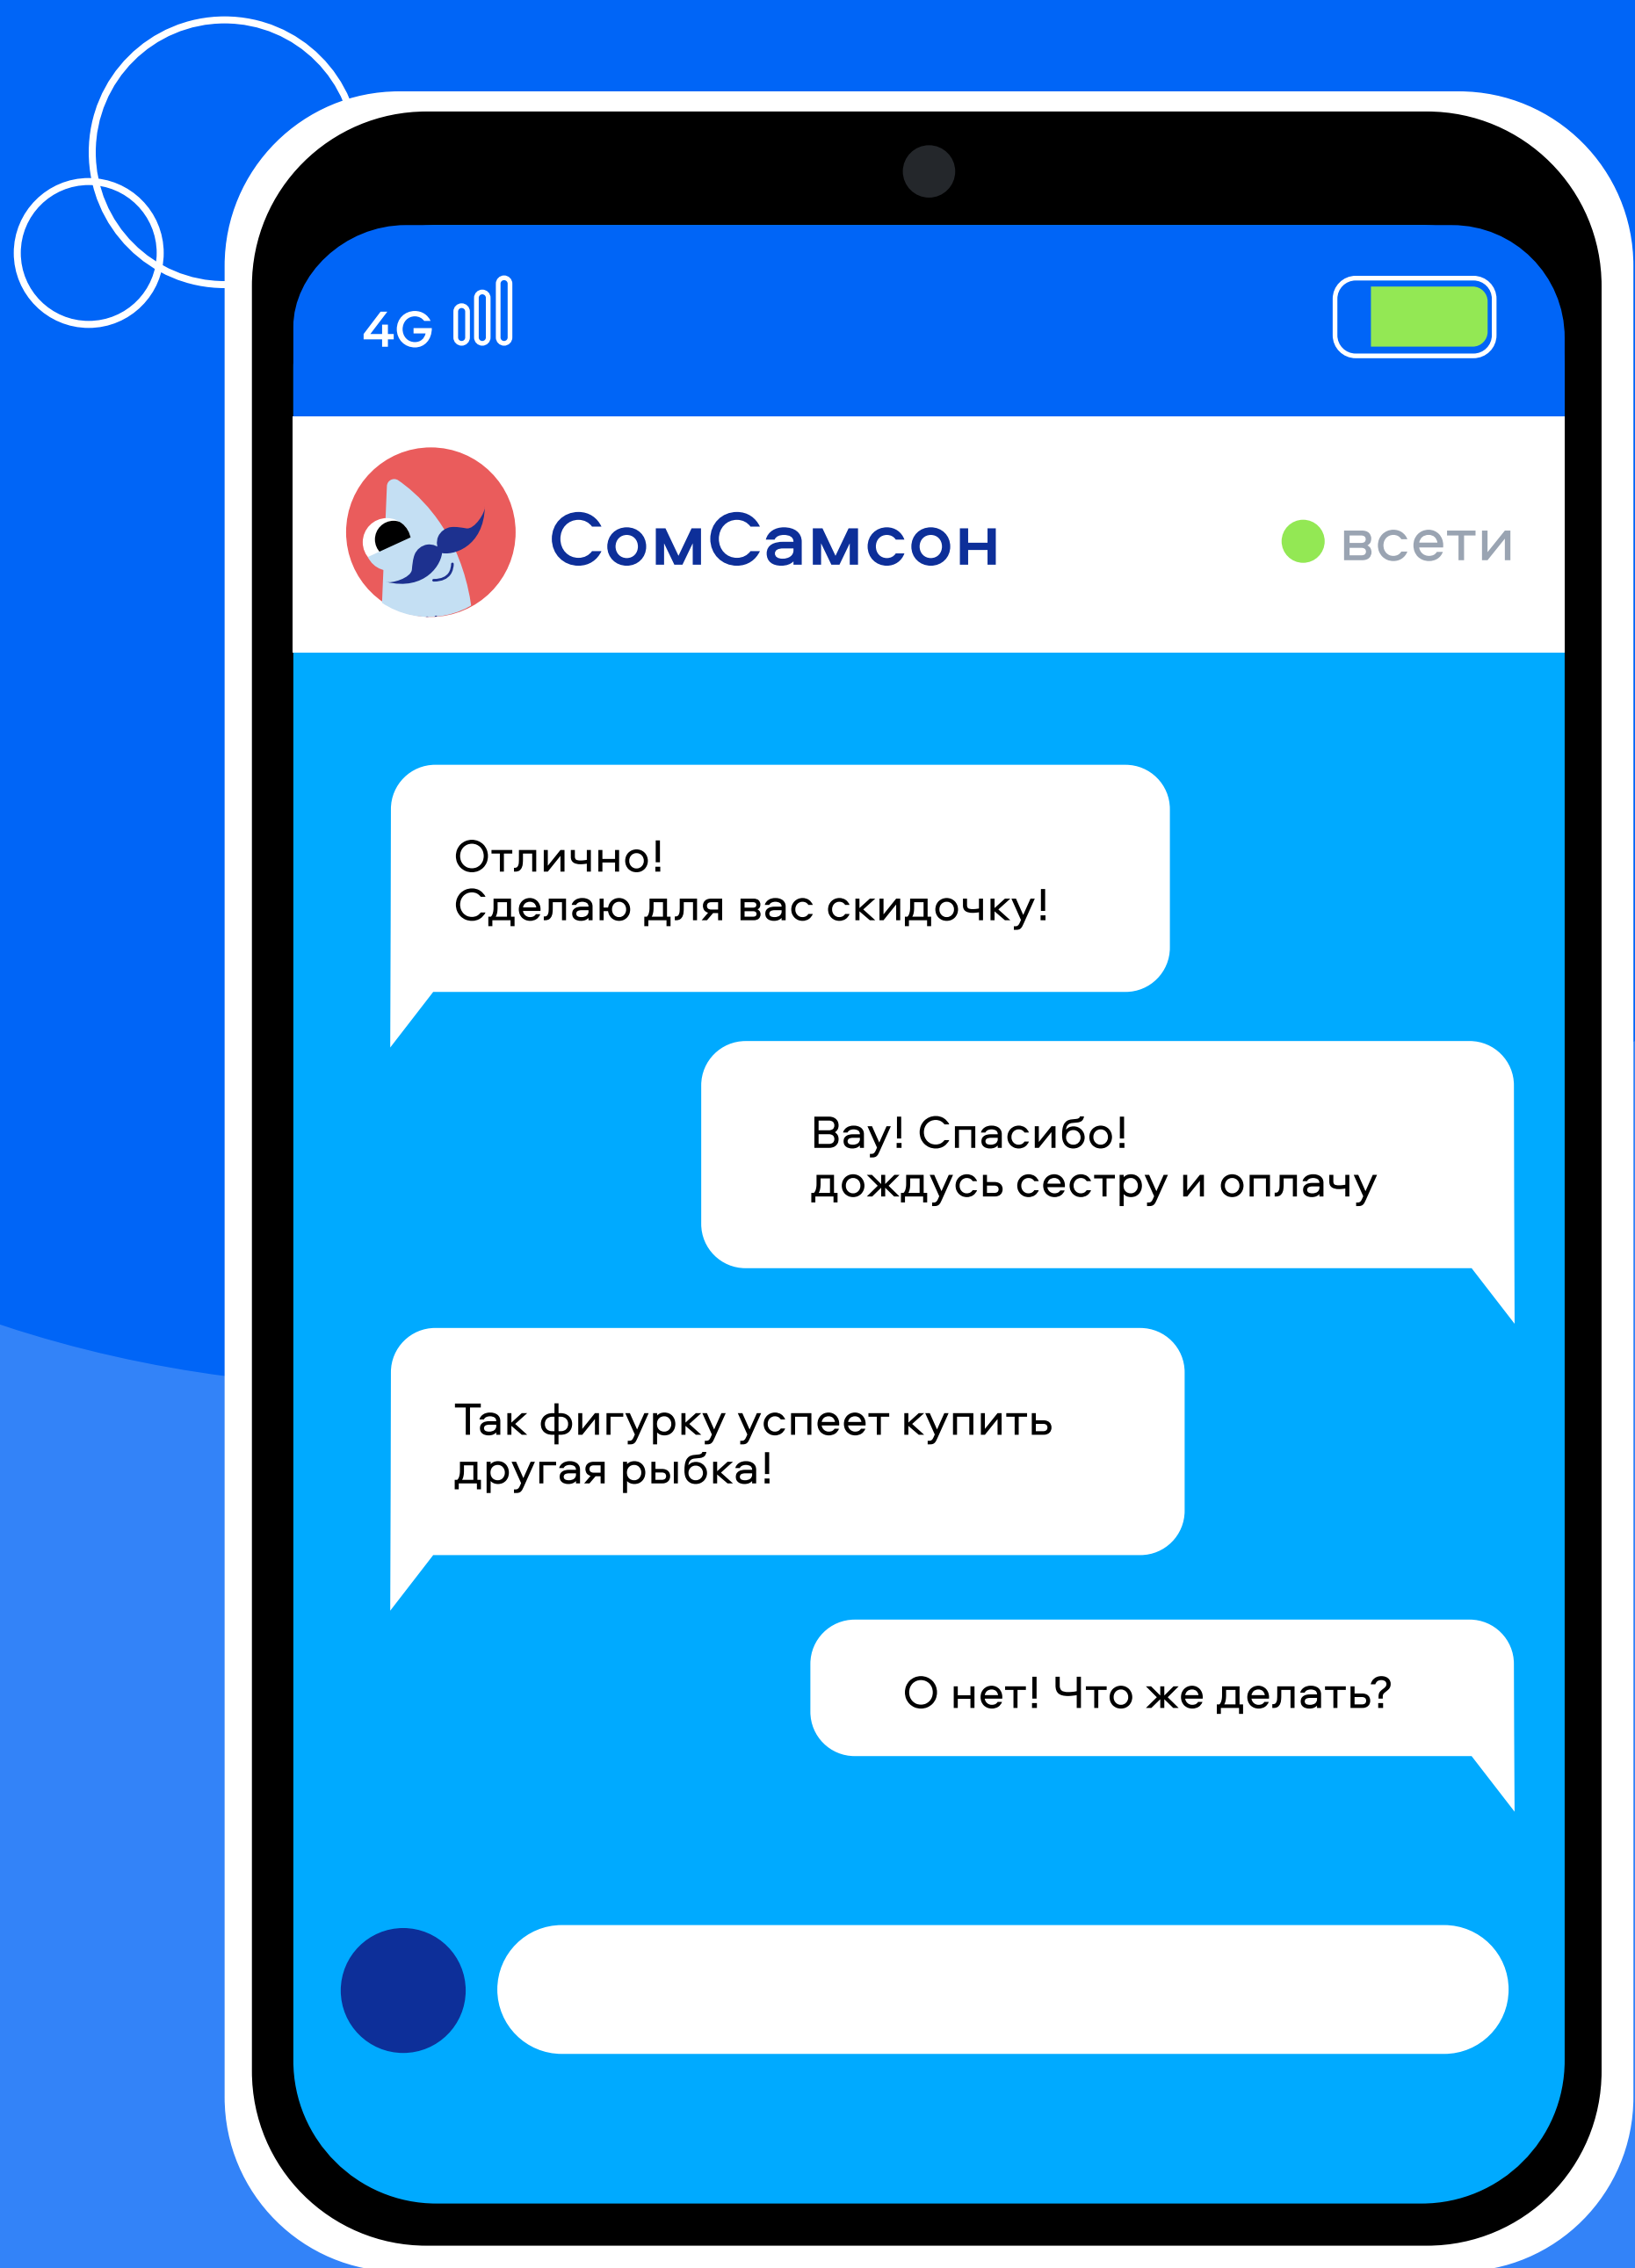 4G
СомСамсон
всети
Отлично!
Сделаю для вас скидочку!
Вау! Спасибо!
дождусь сестру и оплачу
Так фигурку успеет купить
другая рыбка!
О нет! Что же делать?